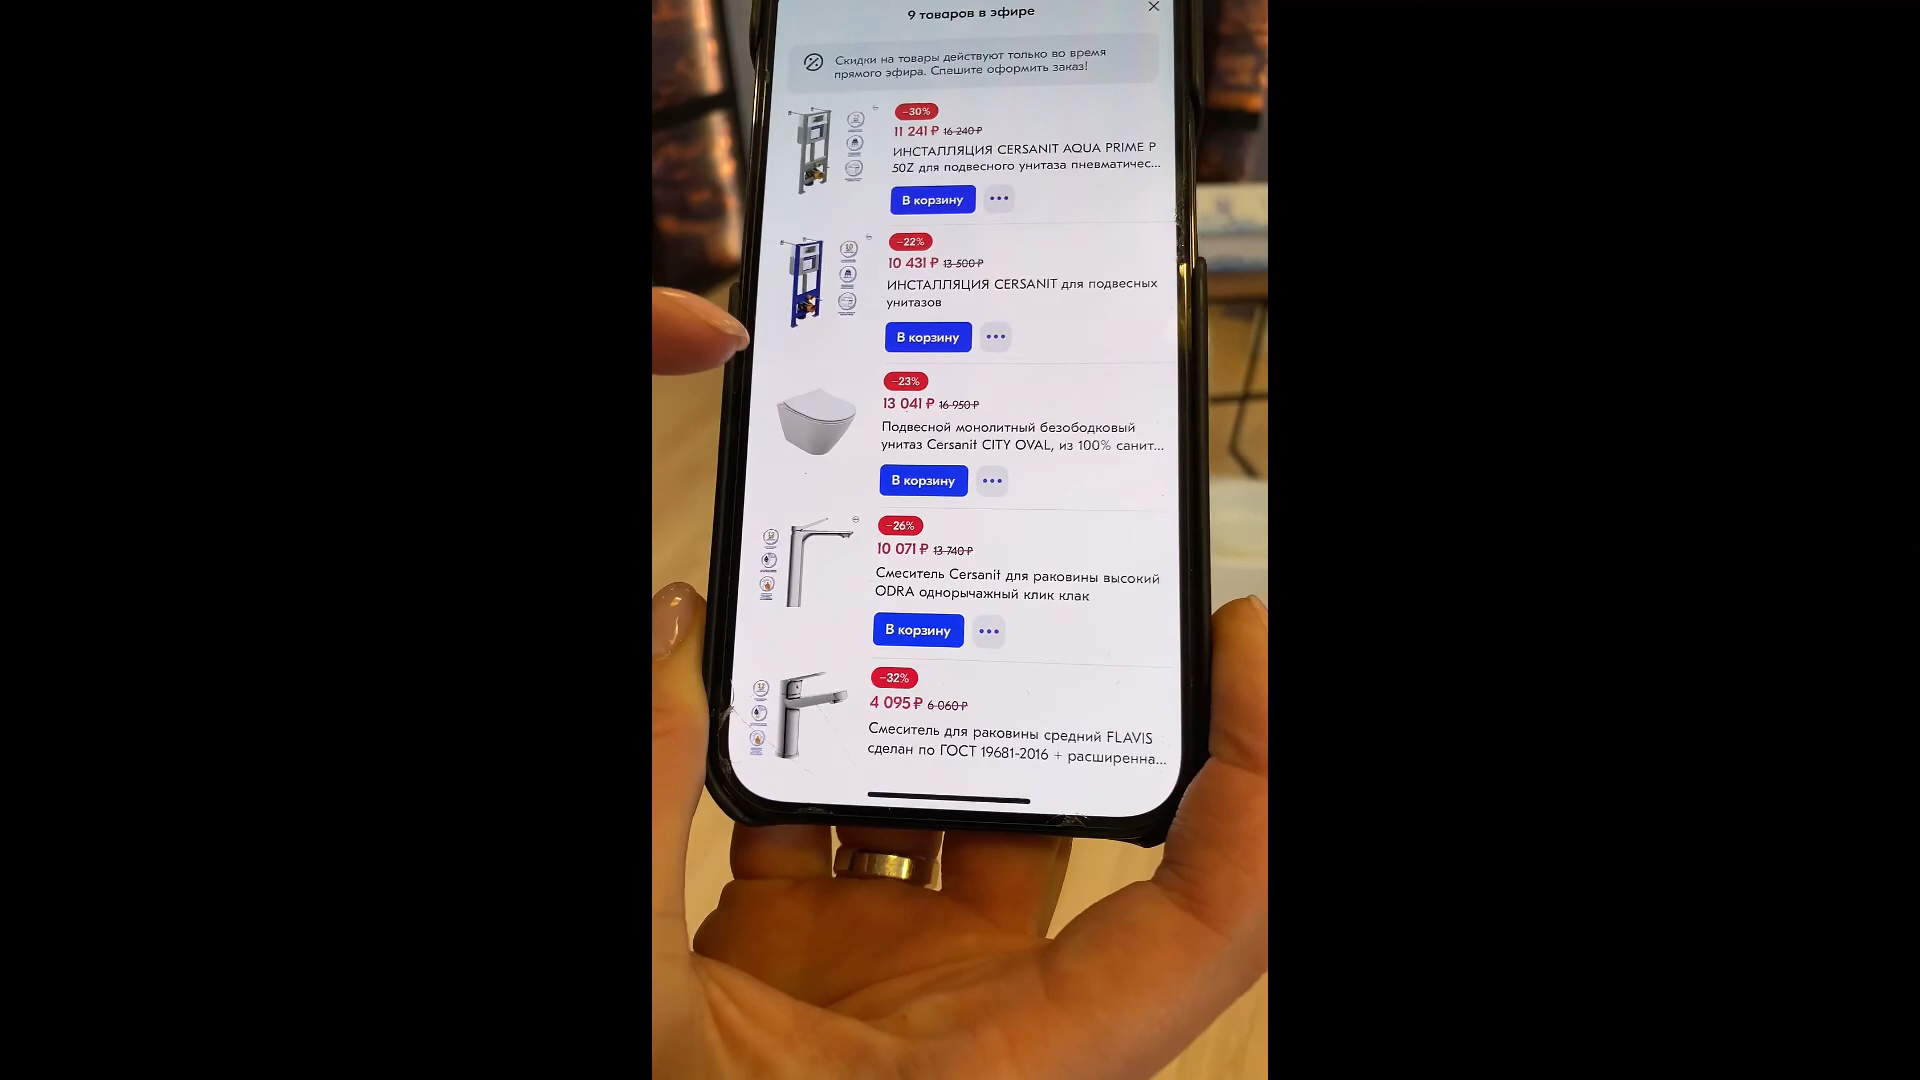 9 товаров в эфире
Скидки на товары действуют только во время
прямого эфира. Спешите оформить заказ!
−30%
11 241 ₽ 16 240 ₽
ИНСТАЛЛЯЦИЯ CERSANIT AQUA PRIME P
50Z для подвесного унитаза пневматичес...
В корзину
−22%
10 431 ₽ 13 500 ₽
ИНСТАЛЛЯЦИЯ CERSANIT для подвесных
унитазов
В корзину
−23%
13 041 ₽ 16 950 ₽
Подвесной монолитный безободковый
унитаз Cersanit CITY OVAL, из 100% санит...
В корзину
−26%
10 071 ₽ 13 740 ₽
Смеситель Cersanit для раковины высокий
ODRA однорычажный клик клак
В корзину
−32%
4 095 ₽ 6 060 ₽
Смеситель для раковины средний FLAVIS
сделан по ГОСТ 19681-2016 + расширенна...